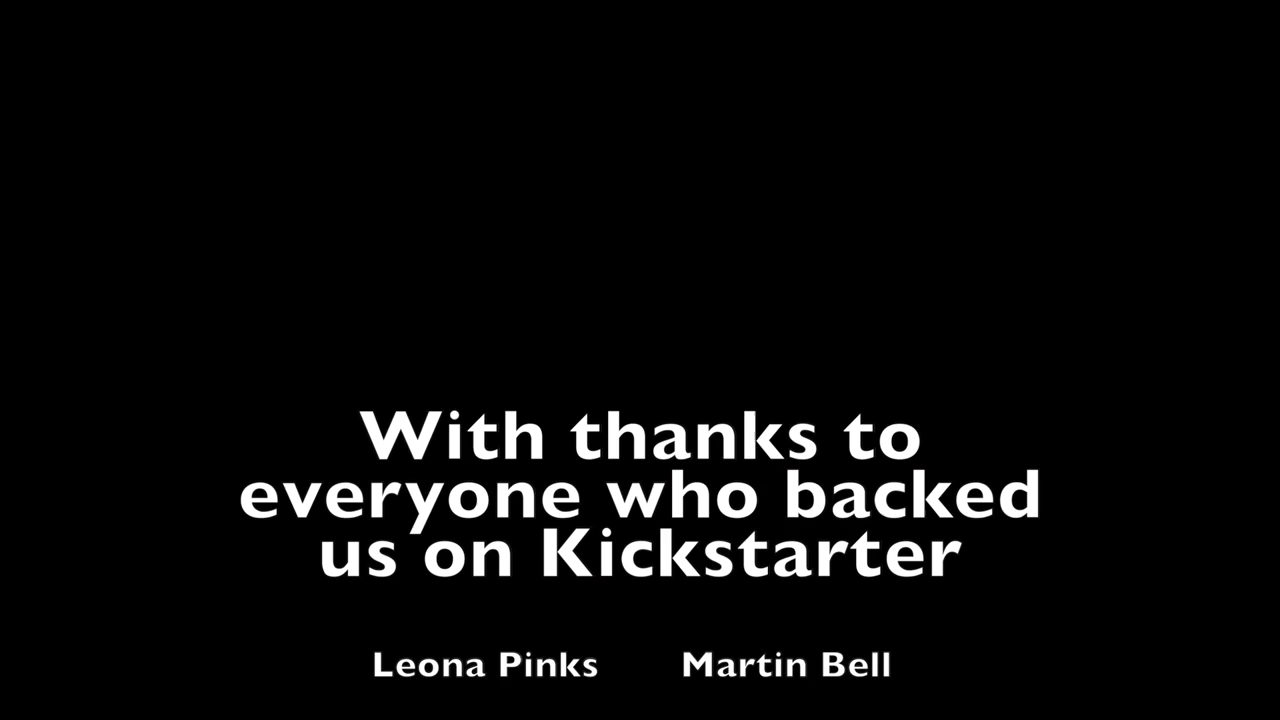 With thanks to
everyone who backed
us on Kickstarter
Leona Pinks Martin Bell